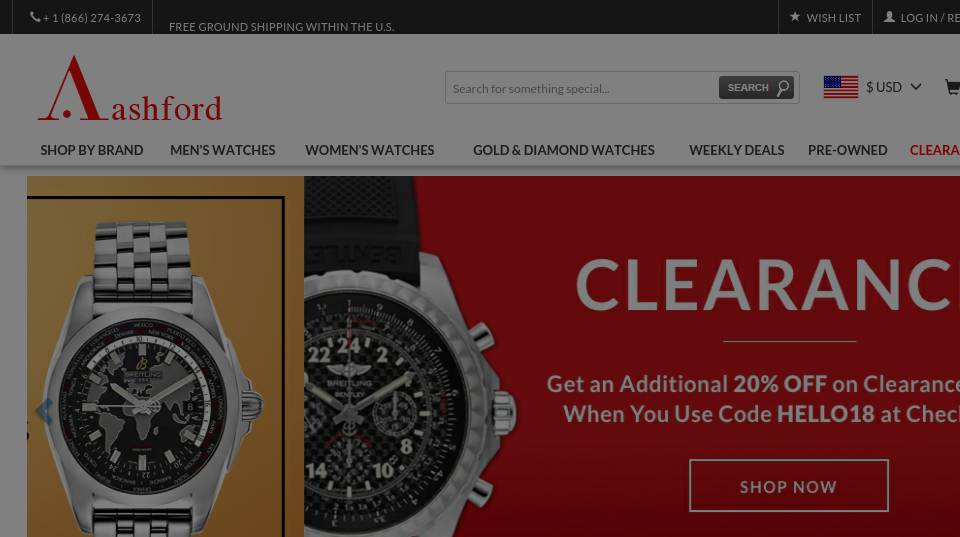 + 1 (866) 274-3673
FREE GROUND SHIPPING WITHIN THE U.S.
WISH LIST
LOG IN / RE
Aashford
Search for something special...
SEARCH
$ USD
SHOP BY BRAND
MEN'S WATCHES
WOMEN'S WATCHES
GOLD & DIAMOND WATCHES
WEEKLY DEALS
PRE-OWNED
CLEARA
BREITLING
BENTLEY
22 24 2
8
14 10
BREITLING
CLEARANC
Get an Additional 20% OFF on Clearance
When You Use Code HELLO18 at Chec
SHOP NOW